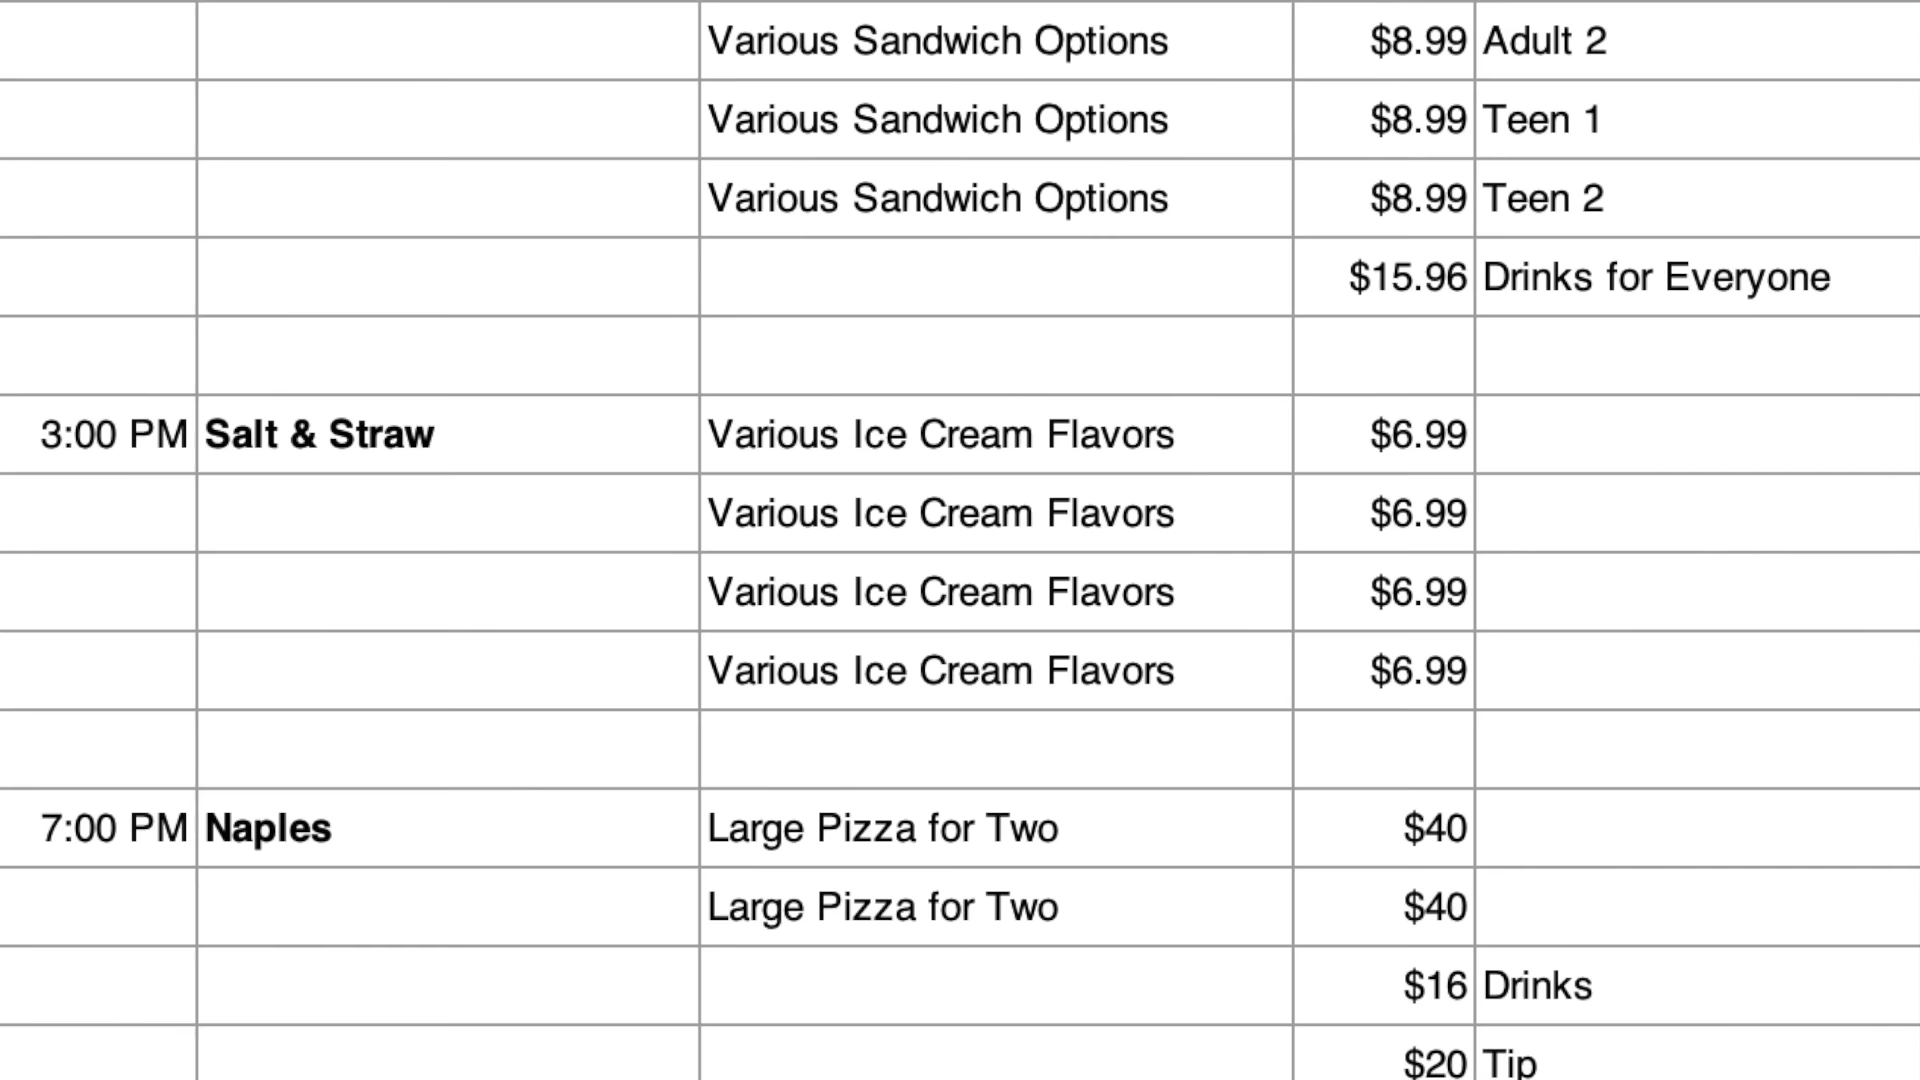 Various Sandwich Options $8.99 Adult 2
Various Sandwich Options $8.99 Teen 1
Various Sandwich Options $8.99 Teen 2
$15.96 Drinks for Everyone
3:00 PM Salt & Straw Various Ice Cream Flavors $6.99
Various Ice Cream Flavors $6.99
Various Ice Cream Flavors $6.99
Various Ice Cream Flavors $6.99
7:00 PM Naples Large Pizza for Two $40
Large Pizza for Two $40
$16 Drinks
$20 Tip